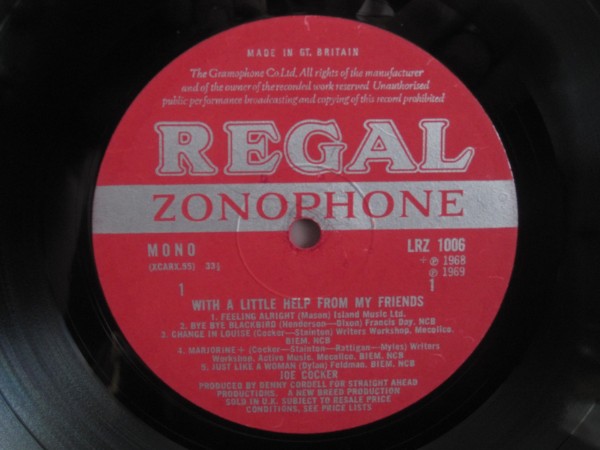 MADE IN GT. BRITAIN
The Gramophone Co Ltd. All rights of the manufacturer
and of the owner of the recorded work reserved Unauthorised
public performance broadcasting and copying of this record prohibited
REGAL
ZONOPHONE
MONO
LRZ 1006
(XCARX.55) 33⅓
+ ℗ 1968
℗ 1969
1
1
WITH A LITTLE HELP FROM MY FRIENDS
1. FEELING ALRIGHT (Mason) Island Music Ltd.
2. BYE BYE BLACKBIRD (Henderson—Dixon) Francis Day. NCB
3. CHANGE IN LOUISE (Cocker—Stainton) Writers Workshop. Mecolico.
BIEM. NCB
4. MARJORINE + (Cocker—Stainton—Rattigan—Myles) Writers
Workshop. Active Music. Mecolico. BIEM. NCB
5. JUST LIKE A WOMAN (Dylan) Feldman. BIEM. NCB
JOE COCKER
PRODUCED BY DENNY CORDELL FOR STRAIGHT AHEAD
PRODUCTIONS. A NEW BREED PRODUCTION
SOLD IN U.K. SUBJECT TO RESALE PRICE
CONDITIONS, SEE PRICE LISTS